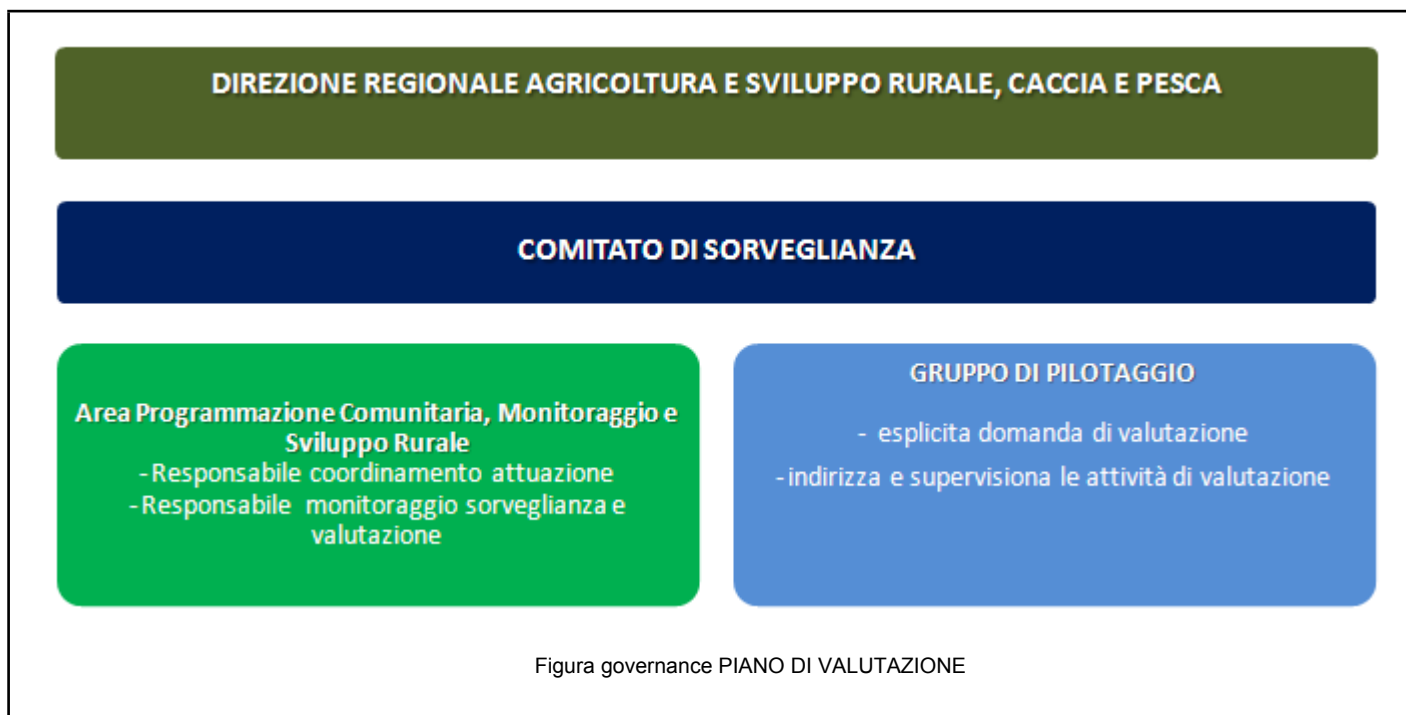 DIREZIONE REGIONALE AGRICOLTURA E SVILUPPO RURALE, CACCIA E PESCA
COMITATO DI SORVEGLIANZA
Area Programmazione Comunitaria, Monitoraggio e
Sviluppo Rurale
-Responsabile coordinamento attuazione
-Responsabile monitoraggio sorveglianza e
valutazione
GRUPPO DI PILOTAGGIO
- esplicita domanda di valutazione
-indirizza e supervisiona le attività di valutazione
Figura governance PIANO DI VALUTAZIONE